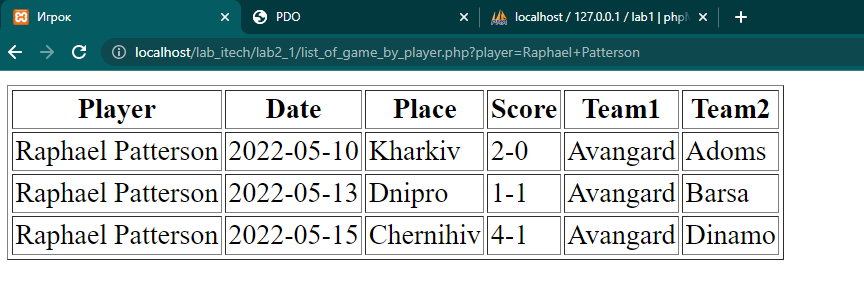 Игрок PDO localhost / 127.0.0.1 / lab1 | phpM
localhost/lab_itech/lab2_1/list_of_game_by_player.php?player=Raphael+Patterson
Player Date Place Score Team1 Team2
Raphael Patterson 2022-05-10 Kharkiv 2-0 Avangard Adoms
Raphael Patterson 2022-05-13 Dnipro 1-1 Avangard Barsa
Raphael Patterson 2022-05-15 Chernihiv 4-1 Avangard Dinamo